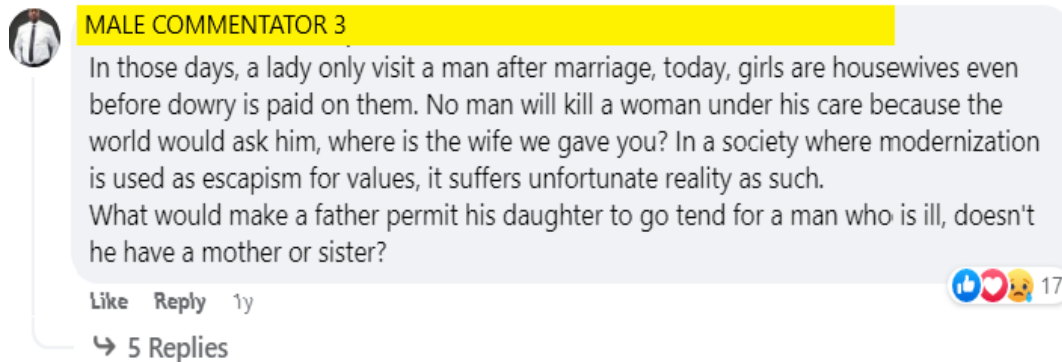 MALE COMMENTATOR 3
In those days, a lady only visit a man after marriage, today, girls are housewives even
before dowry is paid on them. No man will kill a woman under his care because the
world would ask him, where is the wife we gave you? In a society where modernization
is used as escapism for values, it suffers unfortunate reality as such.
What would make a father permit his daughter to go tend for a man who is ill, doesn't
he have a mother or sister?
Like Reply 1y
17
5 Replies